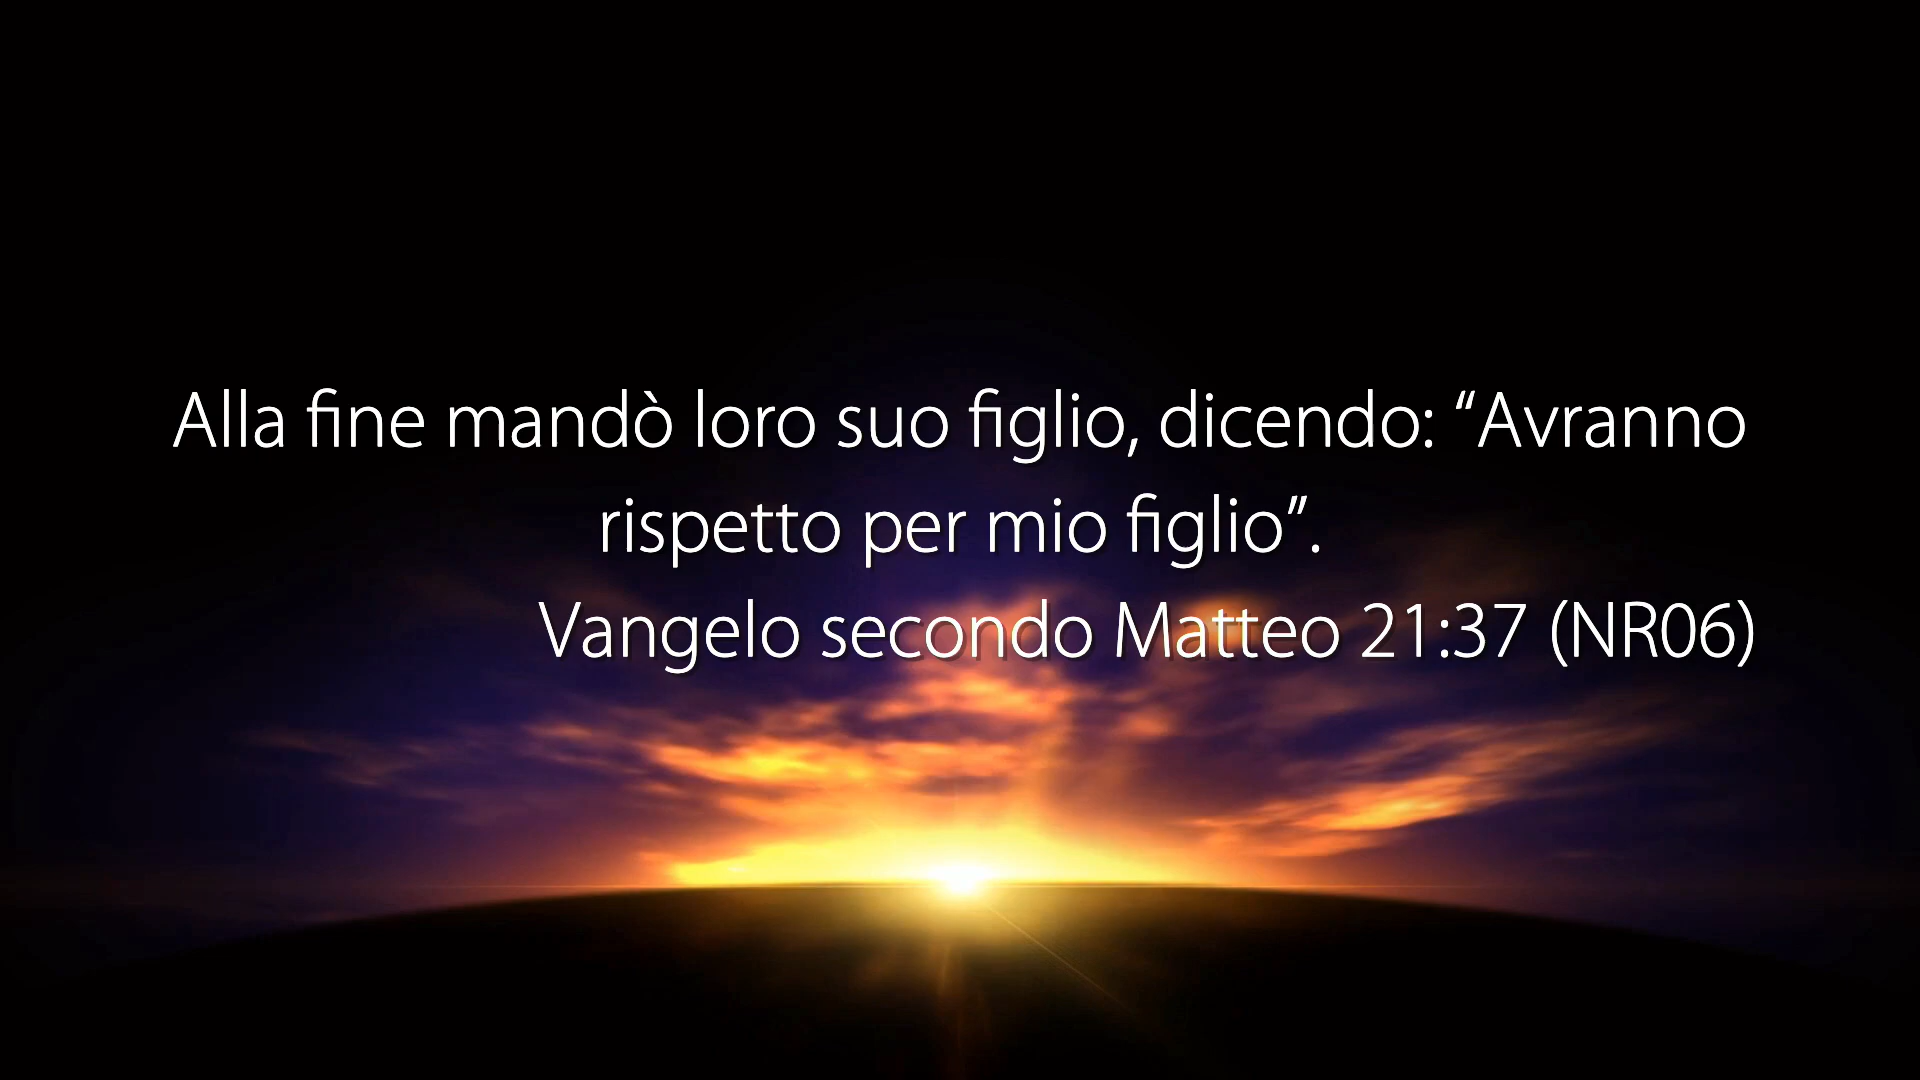 Alla fine mandò loro suo figlio, dicendo: “Avranno
rispetto per mio figlio”.
Vangelo secondo Matteo 21:37 (NR06)